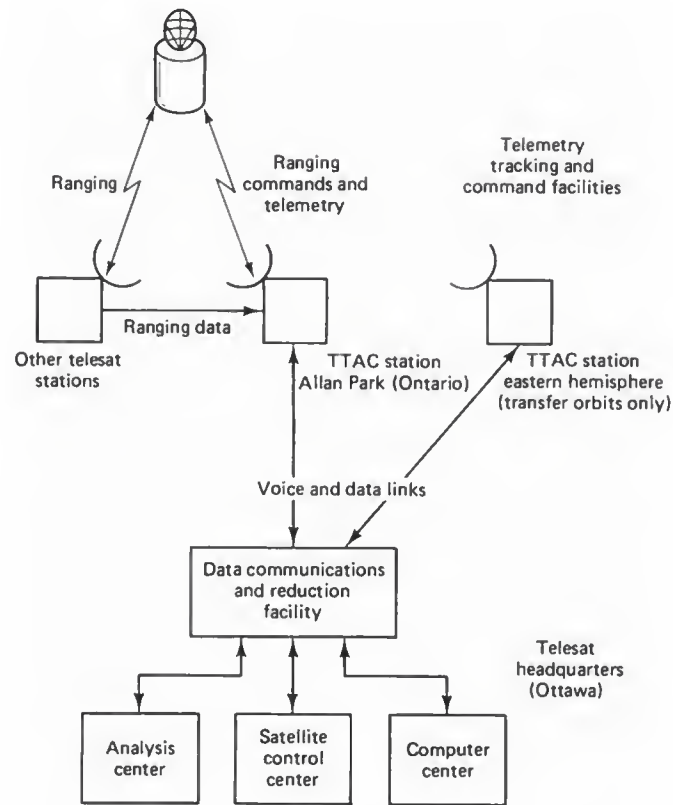 Ranging
Ranging
commands and
telemetry
Telemetry
tracking and
command facilities
Ranging data
Other telesat
stations
TTAC station
Allan Park (Ontario)
TTAC station
eastern hemisphere
(transfer orbits only)
Voice and data links
Data communications
and reduction
facility
Telesat
headquarters
(Ottawa)
Analysis
center
Satellite
control
center
Computer
center